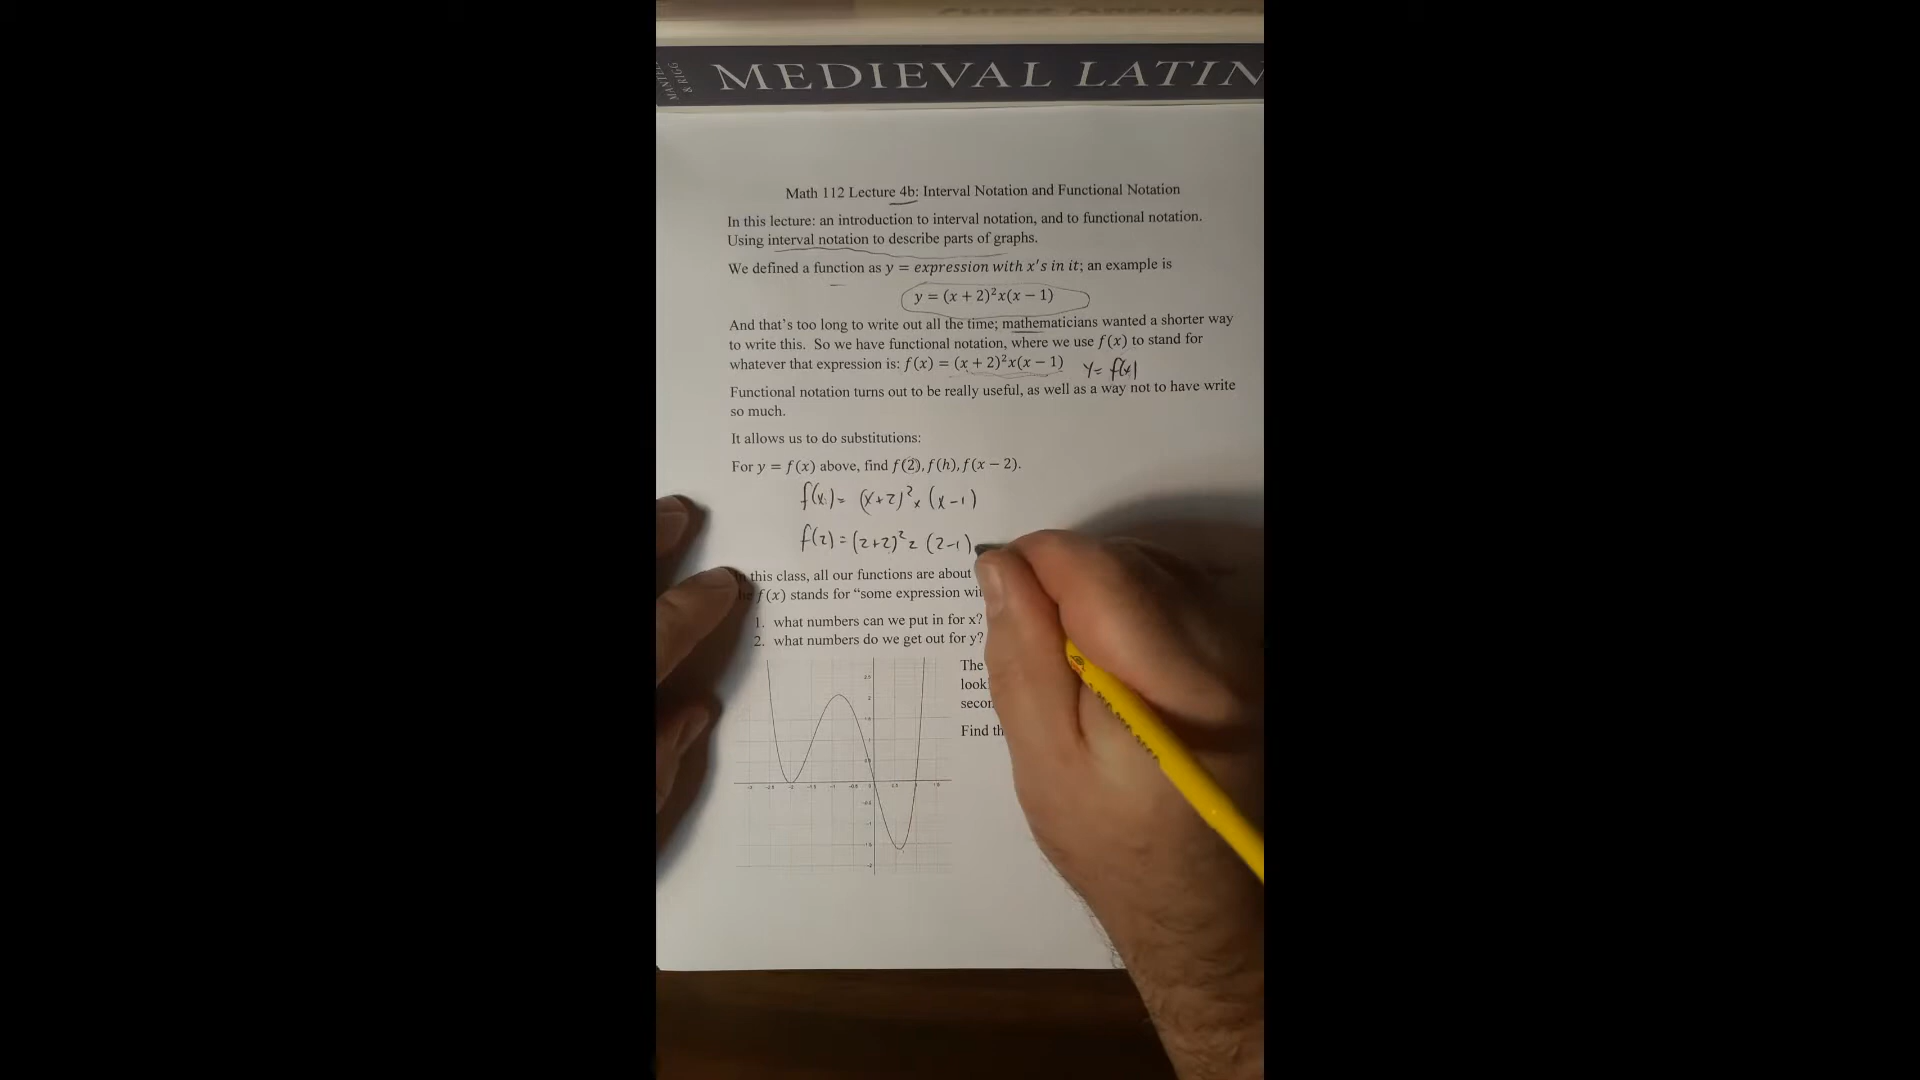 MANTELLO & RIGG
MEDIEVAL LATIN
Math 112 Lecture 4b: Interval Notation and Functional Notation
In this lecture: an introduction to interval notation, and to functional notation.
Using interval notation to describe parts of graphs.
We defined a function as y = expression with x's in it; an example is
y = (x + 2)²x(x − 1)
And that's too long to write out all the time; mathematicians wanted a shorter way
to write this. So we have functional notation, where we use f(x) to stand for
whatever that expression is: f(x) = (x + 2)²x(x − 1) Y= f(x)
Functional notation turns out to be really useful, as well as a way not to have write
so much.
It allows us to do substitutions:
For y = f(x) above, find f(2), f(h), f(x − 2).
f(x) = (x+2)²x (x-1)
f(2) = (2+2)²2 (2-1)
this class, all our functions are about
f(x) stands for "some expression
1. what numbers can we put in for x?
2. what numbers do we get out for y?
The
look
Find